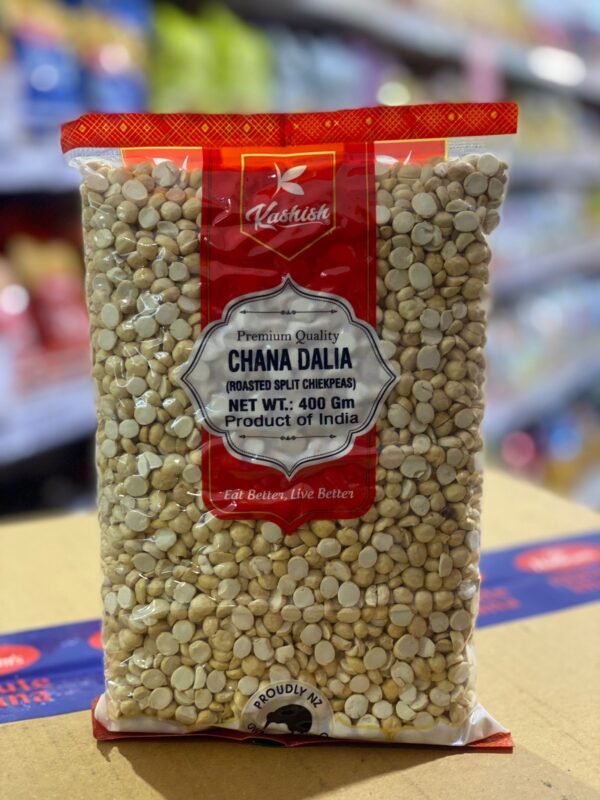 Kashish
Premium Quality
CHANA DALIA
(ROASTED SPLIT CHIEKPEAS)
NET WT.: 400 Gm
Product of India
Eat Better, Live Better
PROUDLY NZ